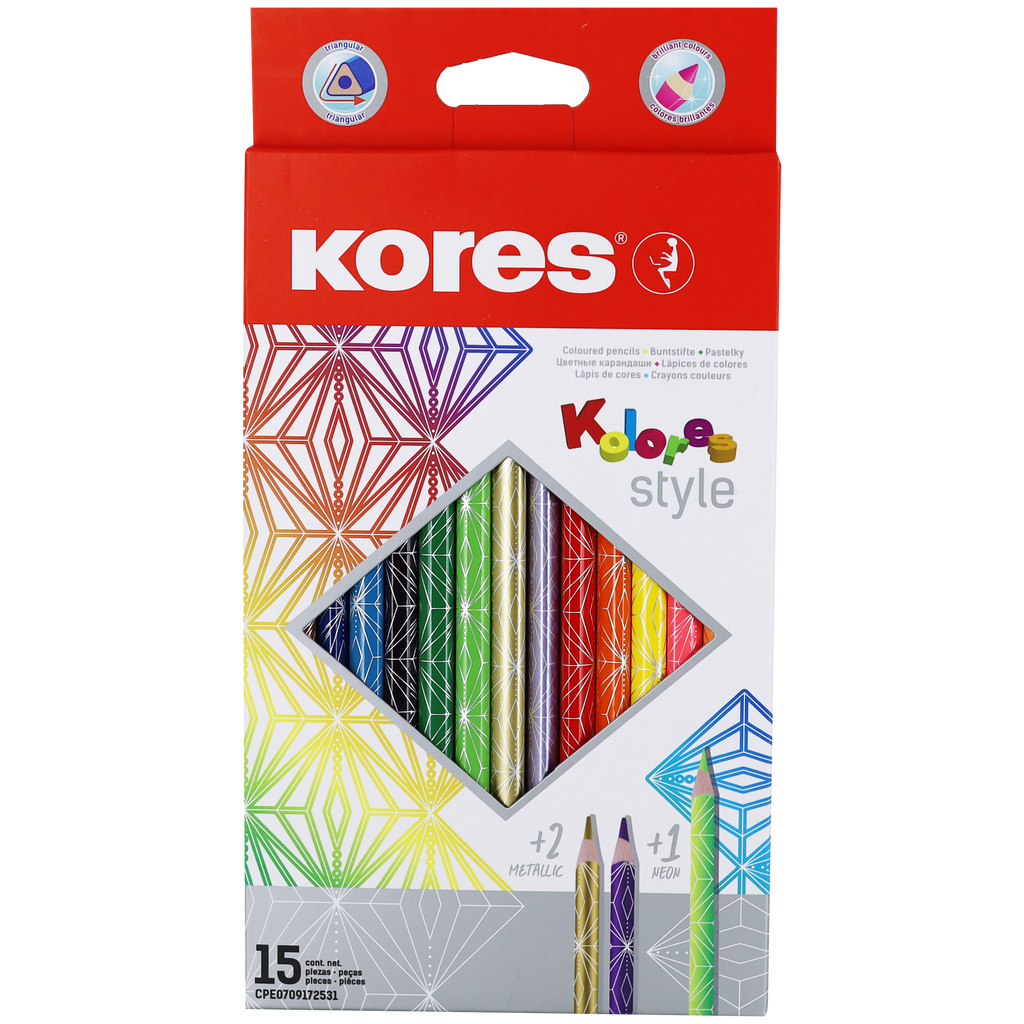 triangular
triangular
brilliant colours
colores brillantes
Kores®
Coloured pencils • Buntstifte • Pastelky
Цветные карандаши • Lápices de colores
Lápis de cores • Crayons couleurs
Kolores
style
+2
METALLIC
+1
NEON
15
cont. net.
piezas · peças
pieces · pièces
CPE0709172531